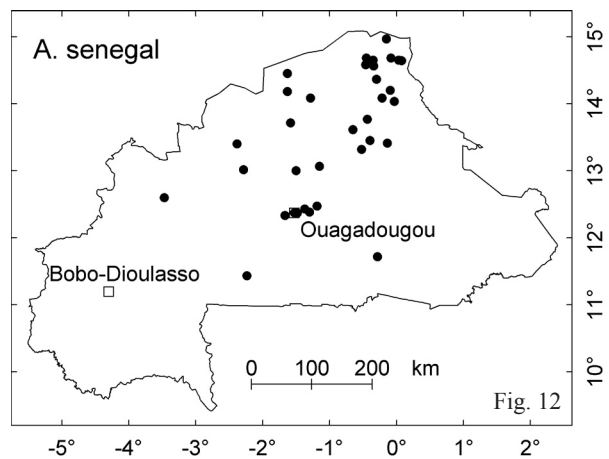 A. senegal
Ouagadougou
Bobo-Dioulasso
0 100 200 km
Fig. 12
15°
14°
13°
12°
11°
10°
-5° -4° -3° -2° -1° 0° 1° 2°